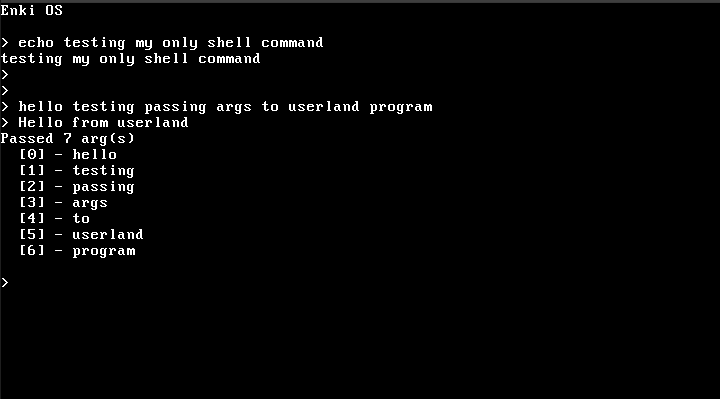 Enki OS

> echo testing my only shell command
testing my only shell command
>
>
> hello testing passing args to userland program
> Hello from userland
Passed 7 arg(s)
  [0] - hello
  [1] - testing
  [2] - passing
  [3] - args
  [4] - to
  [5] - userland
  [6] - program

>